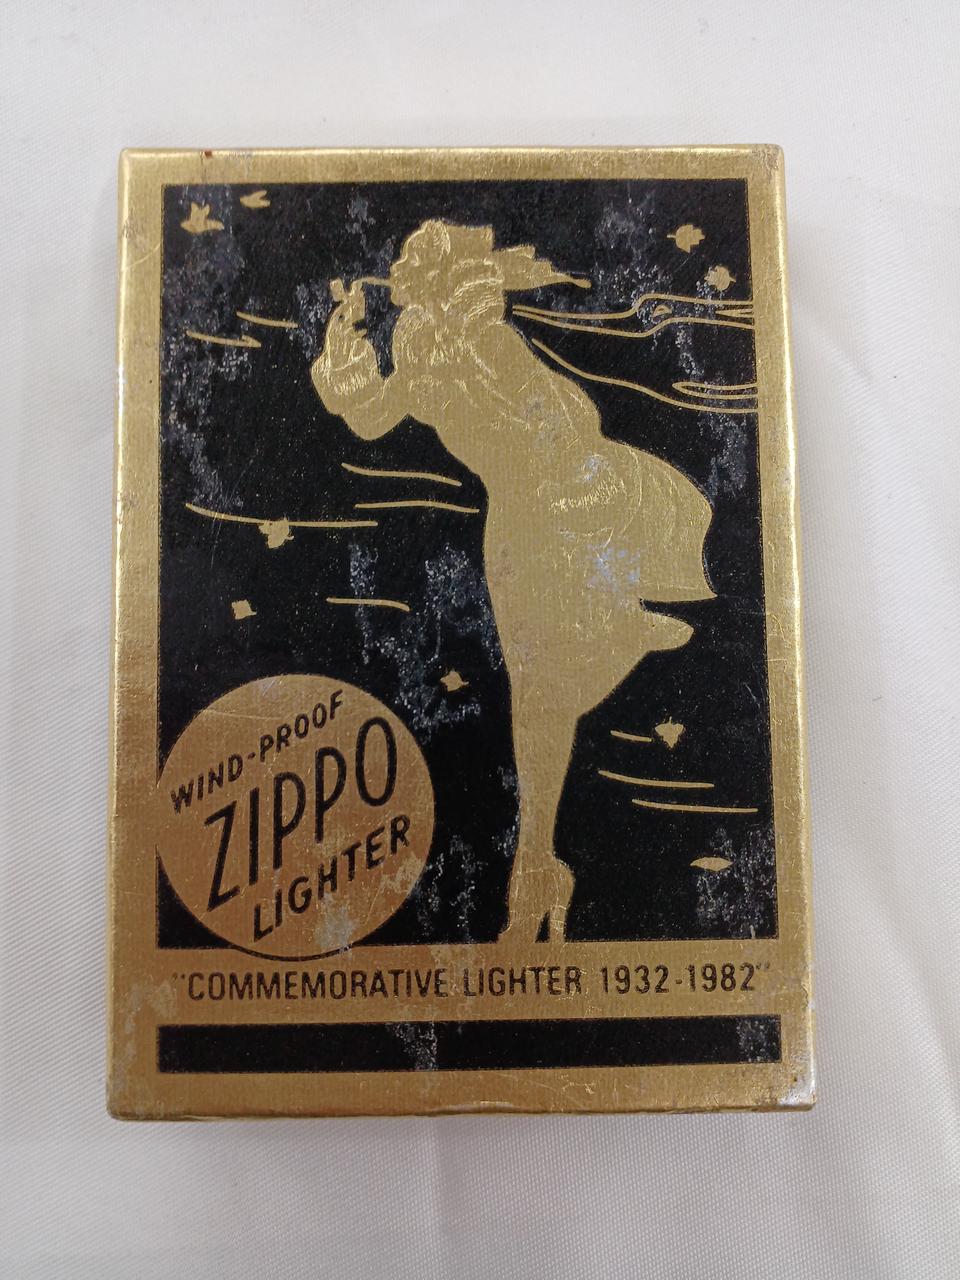 WIND-PROOF
ZIPPO
LIGHTER
"COMMEMORATIVE LIGHTER 1932-1982"